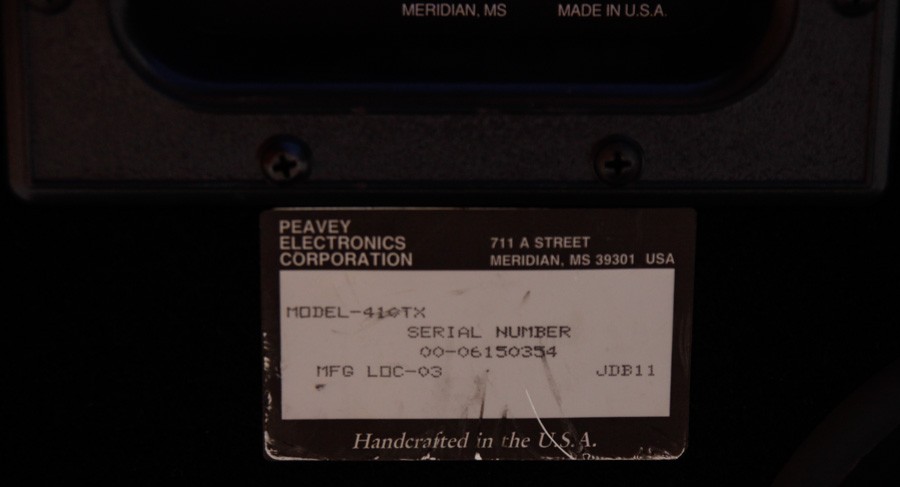 MERIDIAN, MS MADE IN U.S.A.
PEAVEY
ELECTRONICS
CORPORATION
711 A STREET
MERIDIAN, MS 39301 USA
MODEL-410TX
SERIAL NUMBER
00-06150354
MFG LOC-03 JDB11
Handcrafted in the U.S.A.